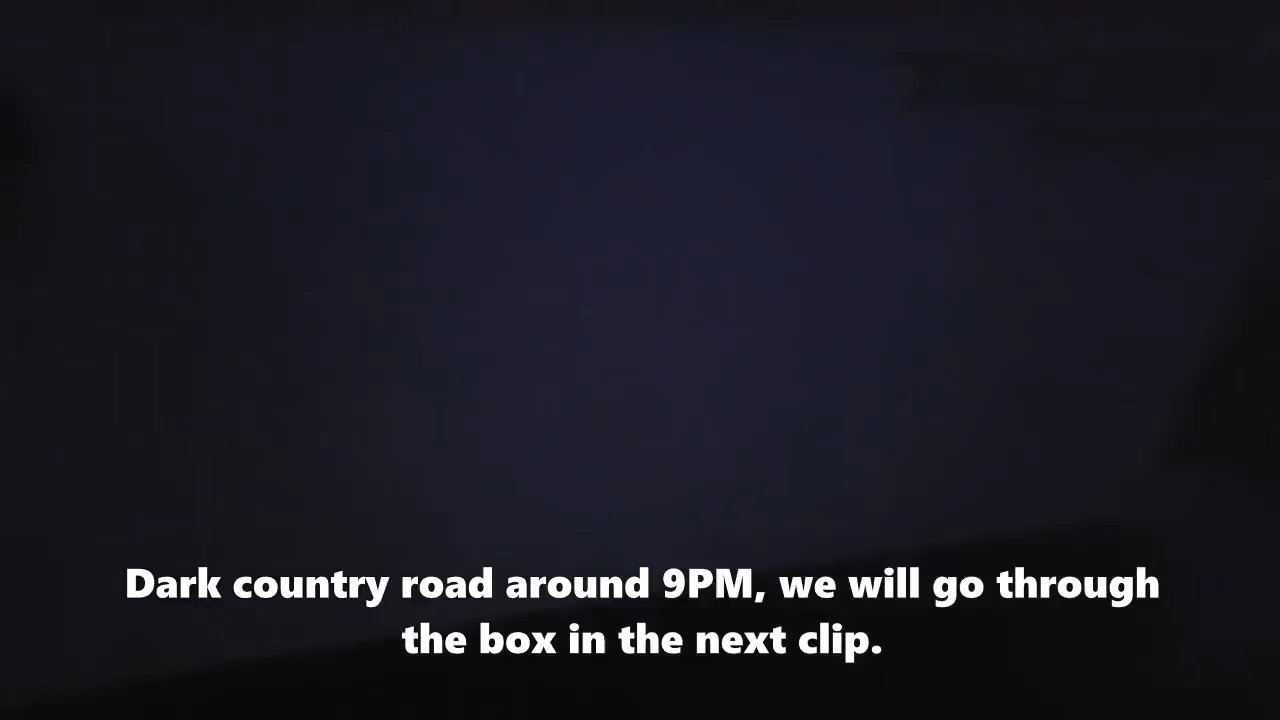 Dark country road around 9PM, we will go through
the box in the next clip.